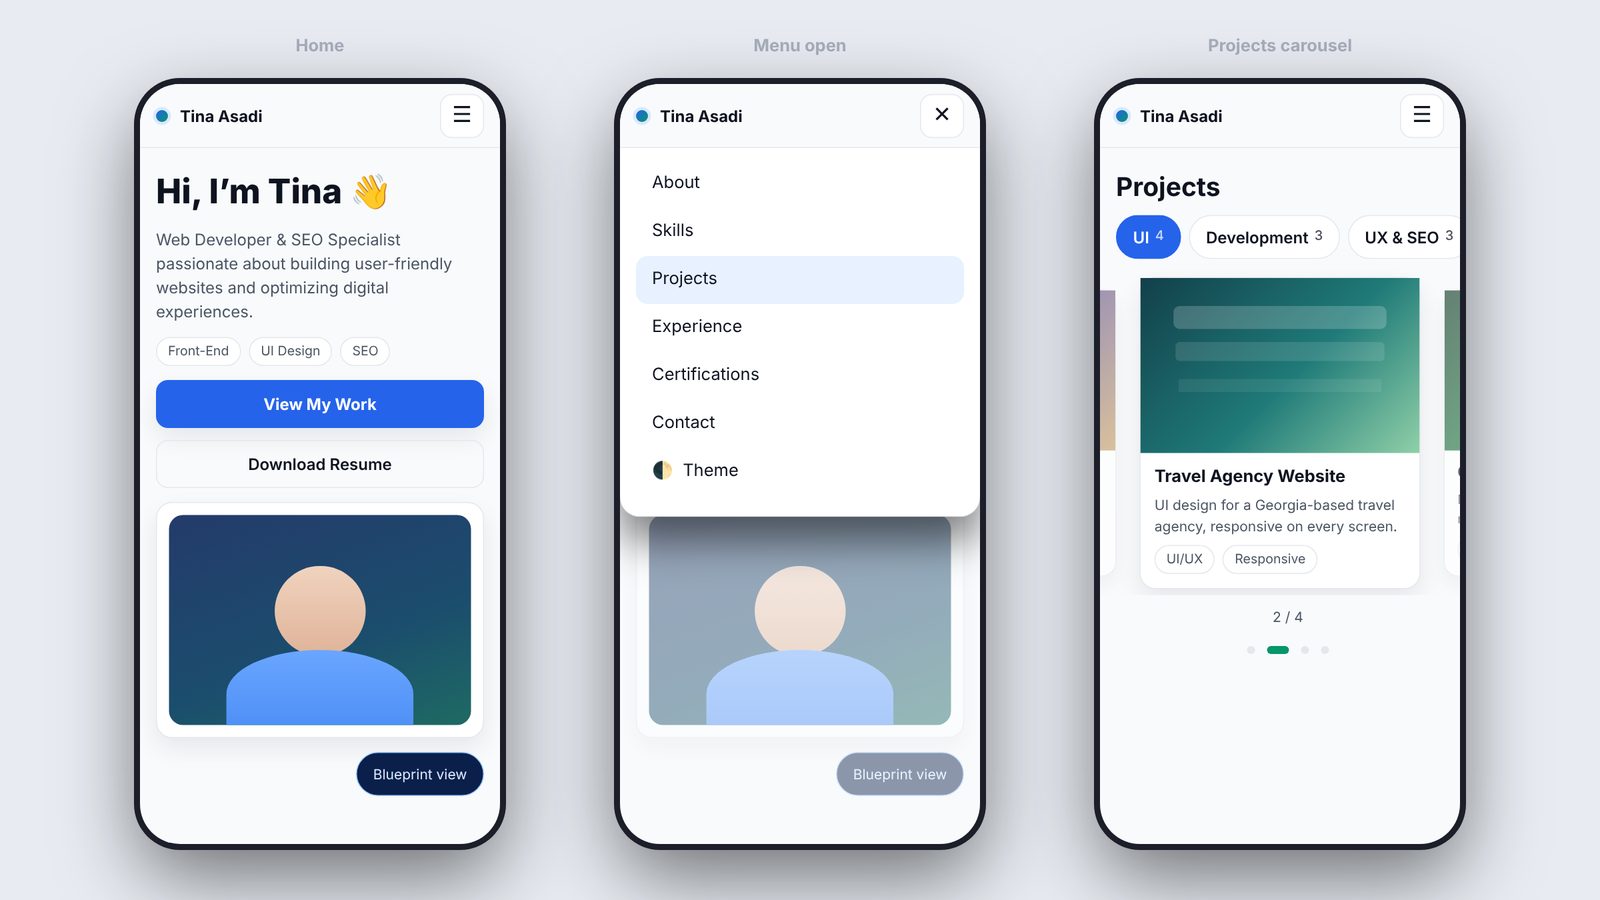 Home
Tina Asadi
☰
Hi, I’m Tina 👋
Web Developer & SEO Specialist
passionate about building user-friendly
websites and optimizing digital
experiences.
Front-End
UI Design
SEO
View My Work
Download Resume
Blueprint view
Menu open
Tina Asadi
✕
About
Skills
Projects
Experience
Certifications
Contact
🌓 Theme
Blueprint view
Projects carousel
Tina Asadi
☰
Projects
UI 4
Development 3
UX & SEO 3
Travel Agency Website
UI design for a Georgia-based travel
agency, responsive on every screen.
UI/UX
Responsive
2 / 4